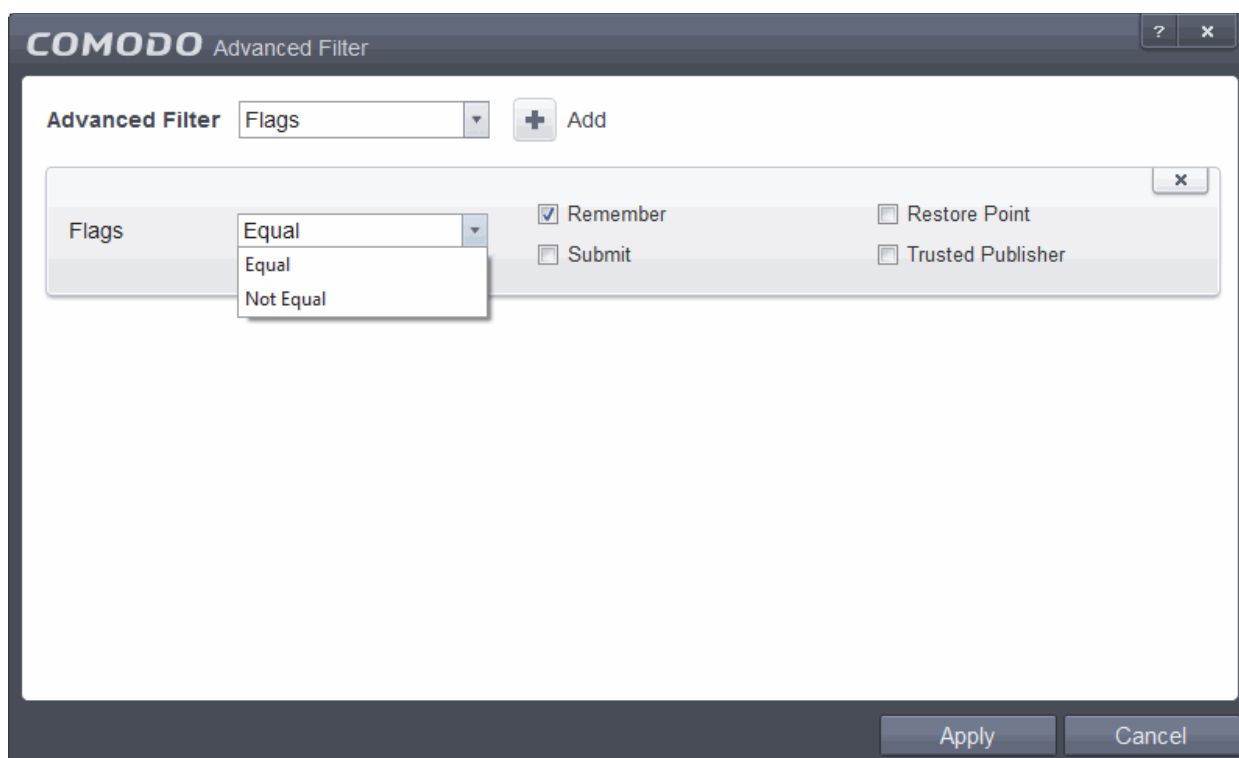 COMODO Advanced Filter ? ×
Advanced Filter Flags + Add
×
Flags Equal Remember Restore Point
Submit Trusted Publisher
Equal
Not Equal
Apply Cancel